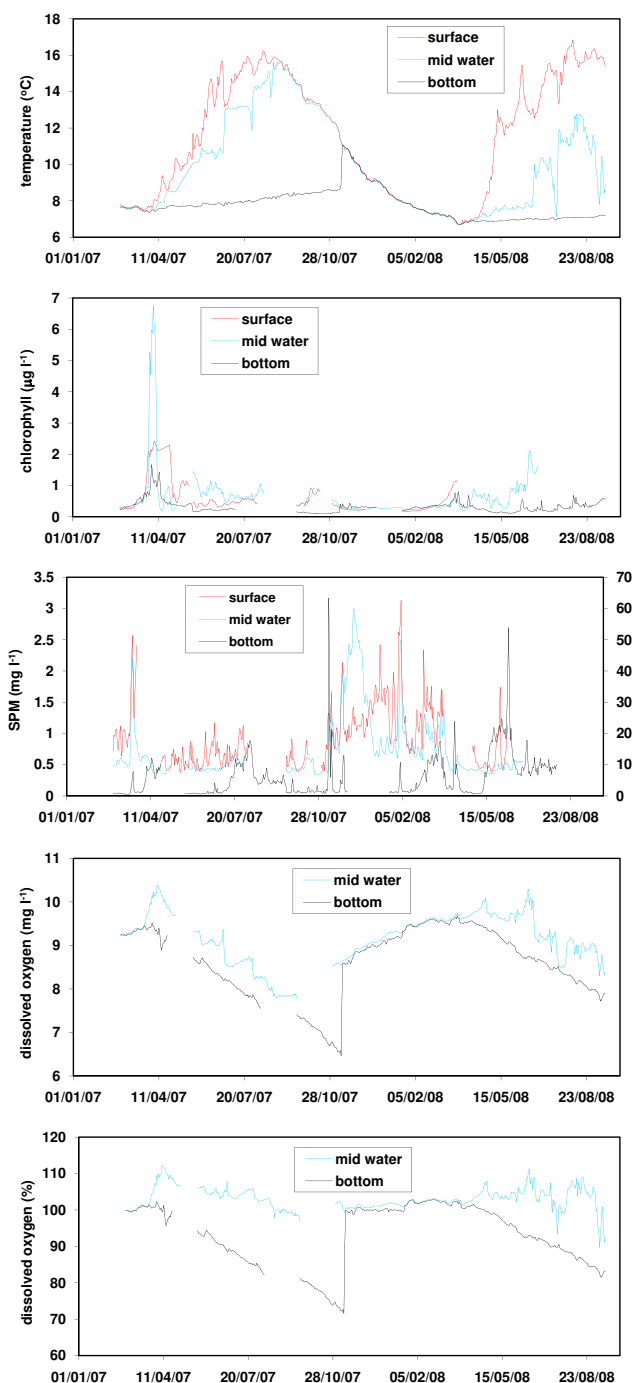 18
16
14
12
10
8
6
temperature (ºC)
surface
mid water
bottom
01/01/07 11/04/07 20/07/07 28/10/07 05/02/08 15/05/08 23/08/08
7
6
5
4
3
2
1
0
chlorophyll (µg l-1)
surface
mid water
bottom
01/01/07 11/04/07 20/07/07 28/10/07 05/02/08 15/05/08 23/08/08
3.5 70
3 60
2.5 50
2 40
1.5 30
1 20
0.5 10
0 0
SPM (mg l-1)
surface
mid water
bottom
01/01/07 11/04/07 20/07/07 28/10/07 05/02/08 15/05/08 23/08/08
11
10
9
8
7
6
dissolved oxygen (mg l-1)
mid water
bottom
01/01/07 11/04/07 20/07/07 28/10/07 05/02/08 15/05/08 23/08/08
120
110
100
90
80
70
60
dissolved oxygen (%)
mid water
bottom
01/01/07 11/04/07 20/07/07 28/10/07 05/02/08 15/05/08 23/08/08